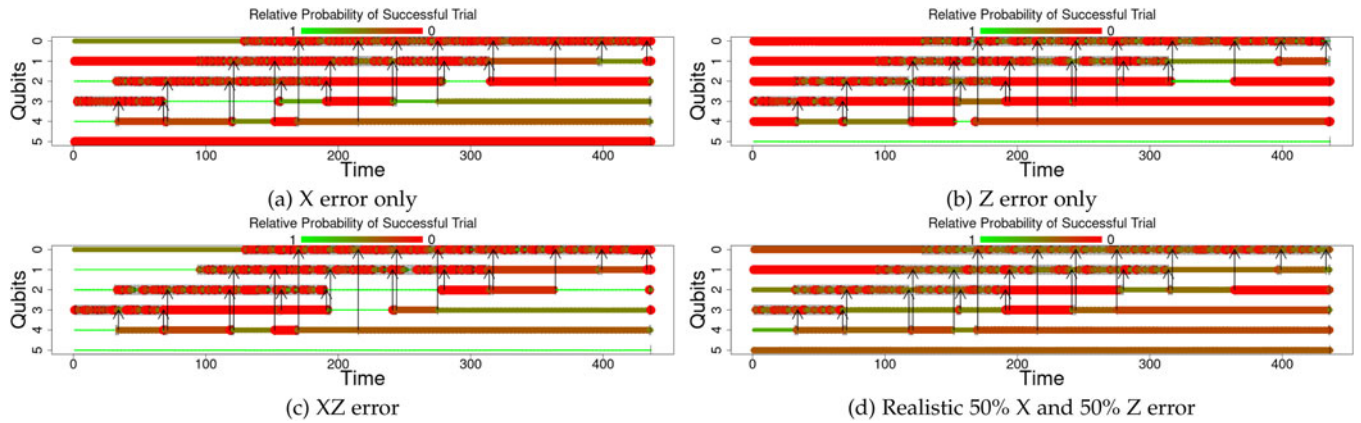 Relative Probability of Successful Trial
1 0
Qubits
0
1
2
3
4
5
0 100 200 300 400
Time
(a) X error only
Relative Probability of Successful Trial
1 0
Qubits
0
1
2
3
4
5
0 100 200 300 400
Time
(b) Z error only
Relative Probability of Successful Trial
1 0
Qubits
0
1
2
3
4
5
0 100 200 300 400
Time
(c) XZ error
Relative Probability of Successful Trial
1 0
Qubits
0
1
2
3
4
5
0 100 200 300 400
Time
(d) Realistic 50% X and 50% Z error